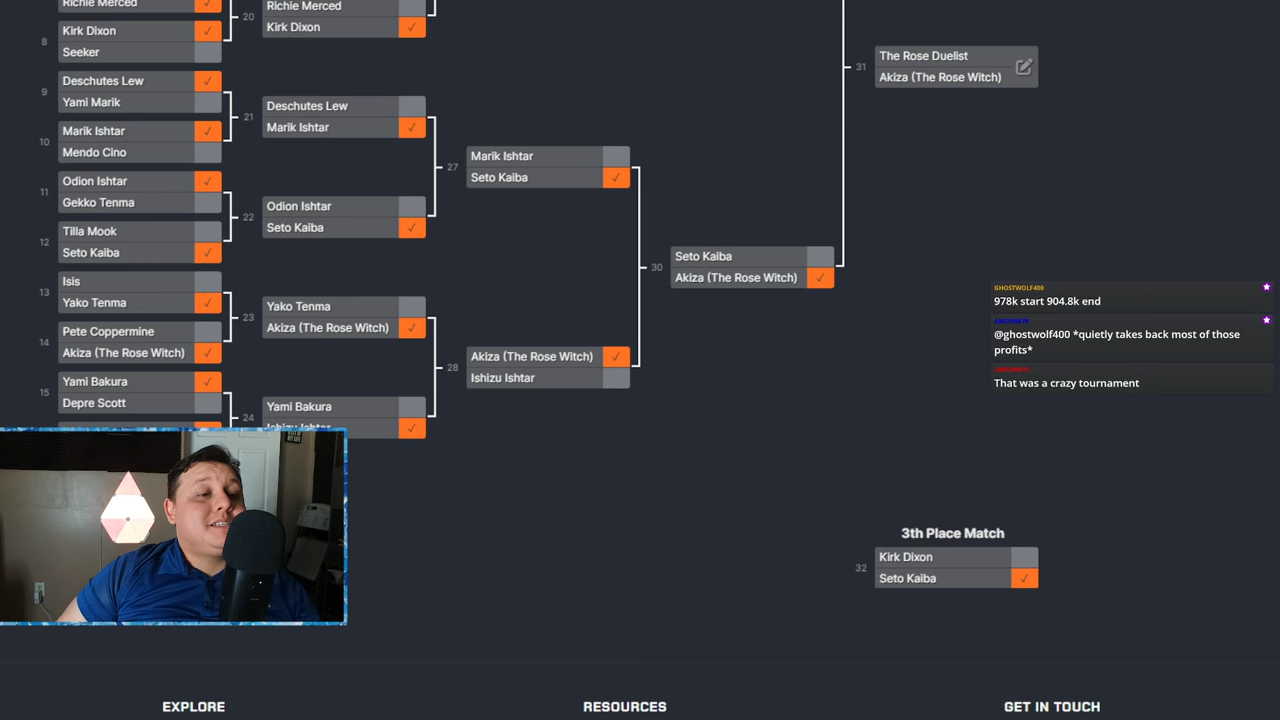 Richie Merced
8
Kirk Dixon
Seeker
20
Richie Merced
Kirk Dixon
9
Deschutes Lew
Yami Marik
10
Marik Ishtar
Mendo Cino
21
Deschutes Lew
Marik Ishtar
11
Odion Ishtar
Gekko Tenma
12
Tilla Mook
Seto Kaiba
22
Odion Ishtar
Seto Kaiba
27
Marik Ishtar
Seto Kaiba
13
Isis
Yako Tenma
14
Pete Coppermine
Akiza (The Rose Witch)
23
Yako Tenma
Akiza (The Rose Witch)
15
Yami Bakura
Depre Scott
24
Yami Bakura
Ishizu Ishtar
28
Akiza (The Rose Witch)
Ishizu Ishtar
30
Seto Kaiba
Akiza (The Rose Witch)
31
The Rose Duelist
Akiza (The Rose Witch)
GHOSTWOLF400
978k start 904.8k end
@ghostwolf400 *quietly takes back most of those
profits*
That was a crazy tournament
3th Place Match
32
Kirk Dixon
Seto Kaiba
EXPLORE
RESOURCES
GET IN TOUCH